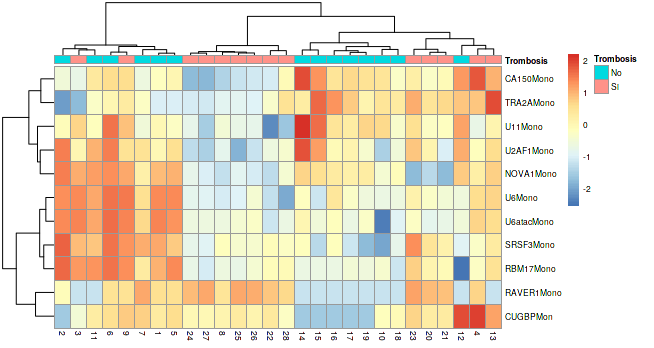 Trombosis
CA150Mono
TRA2AMono
U11Mono
U2AF1Mono
NOVA1Mono
U6Mono
U6atacMono
SRSF3Mono
RBM17Mono
RAVER1Mono
CUGBPMon
2 3 11 6 9 7 1 5 24 27 8 25 26 22 28 14 15 16 17 19 10 18 23 20 21 12 4 13
2
1
0
-1
-2
Trombosis
No
SI